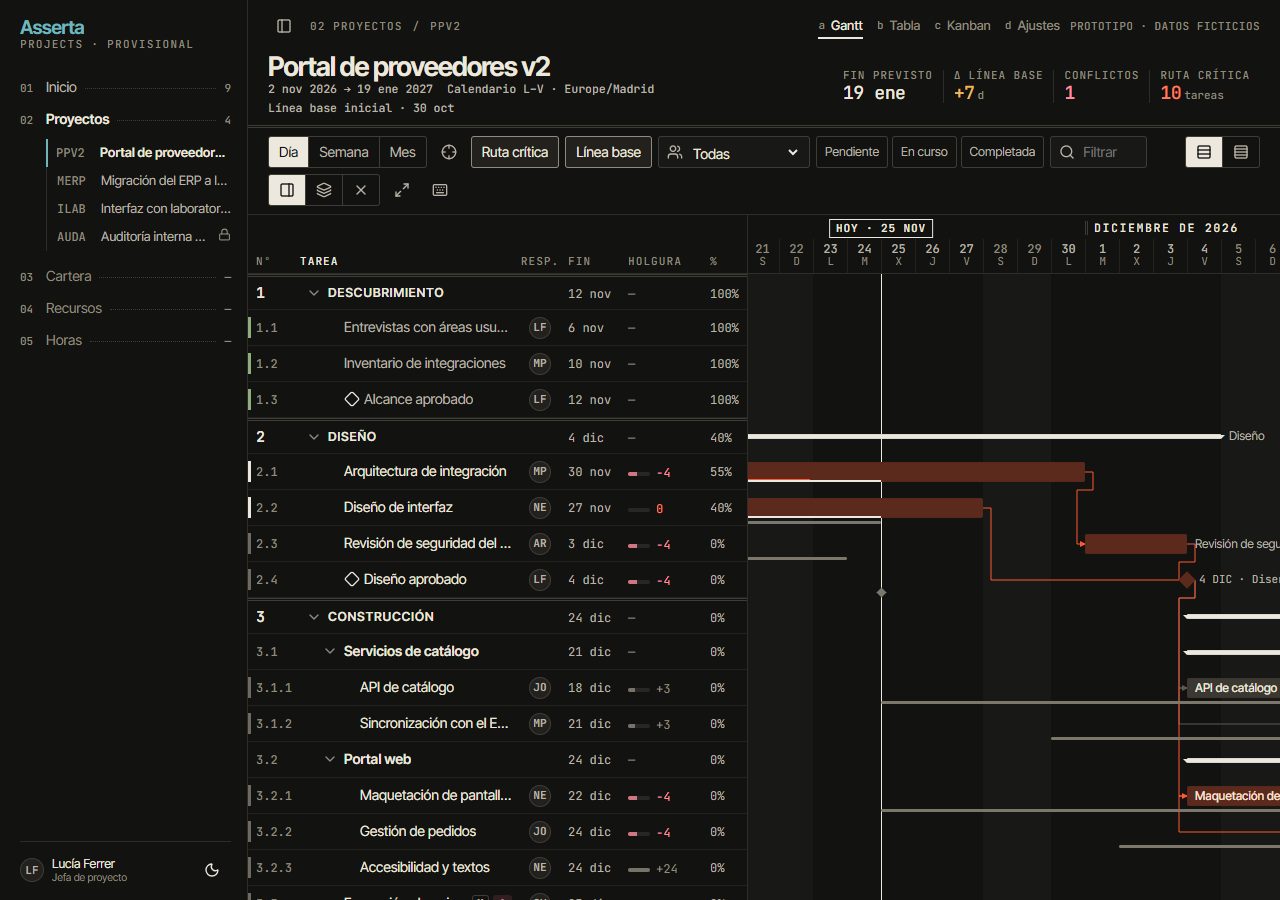 Asserta
PROJECTS · PROVISIONAL
01 Inicio 9
02 Proyectos 4
PPV2 Portal de proveedor...
MERP Migración del ERP a l...
ILAB Interfaz con laborator...
AUDA Auditoría interna ...
03 Cartera –
04 Recursos –
05 Horas –
LF Lucía Ferrer
Jefa de proyecto
02 PROYECTOS / PPV2
a Gantt b Tabla c Kanban d Ajustes PROTOTIPO · DATOS FICTICIOS
Portal de proveedores v2
2 nov 2026 → 19 ene 2027 Calendario L–V · Europe/Madrid
Línea base inicial · 30 oct
FIN PREVISTO
19 ene
Δ LÍNEA BASE
+7 d
CONFLICTOS
1
RUTA CRÍTICA
10 tareas
Día Semana Mes Ruta crítica Línea base Todas Pendiente En curso Completada Filtrar
HOY · 25 NOV DICIEMBRE DE 2026
21 22 23 24 25 26 27 28 29 30 1 2 3 4 5 6
S D L M X J V S D L M X J V S D
N° TAREA RESP. FIN HOLGURA %
1 DESCUBRIMIENTO 12 nov – 100%
1.1 Entrevistas con áreas usu... LF 6 nov – 100%
1.2 Inventario de integraciones MP 10 nov – 100%
1.3 Alcance aprobado LF 12 nov – 100%
2 DISEÑO 4 dic – 40% Diseño
2.1 Arquitectura de integración MP 30 nov -4 55%
2.2 Diseño de interfaz NE 27 nov 0 40%
2.3 Revisión de seguridad del ... AR 3 dic -4 0% Revisión de segu
2.4 Diseño aprobado LF 4 dic -4 0% 4 DIC · Diser
3 CONSTRUCCIÓN 24 dic – 0%
3.1 Servicios de catálogo 21 dic – 0%
3.1.1 API de catálogo JO 18 dic +3 0% API de catálogo
3.1.2 Sincronización con el E... MP 21 dic +3 0%
3.2 Portal web 24 dic – 0%
3.2.1 Maquetación de pantall... NE 22 dic -4 0% Maquetación de
3.2.2 Gestión de pedidos JO 24 dic -4 0%
3.2.3 Accesibilidad y textos NE 24 dic +24 0%